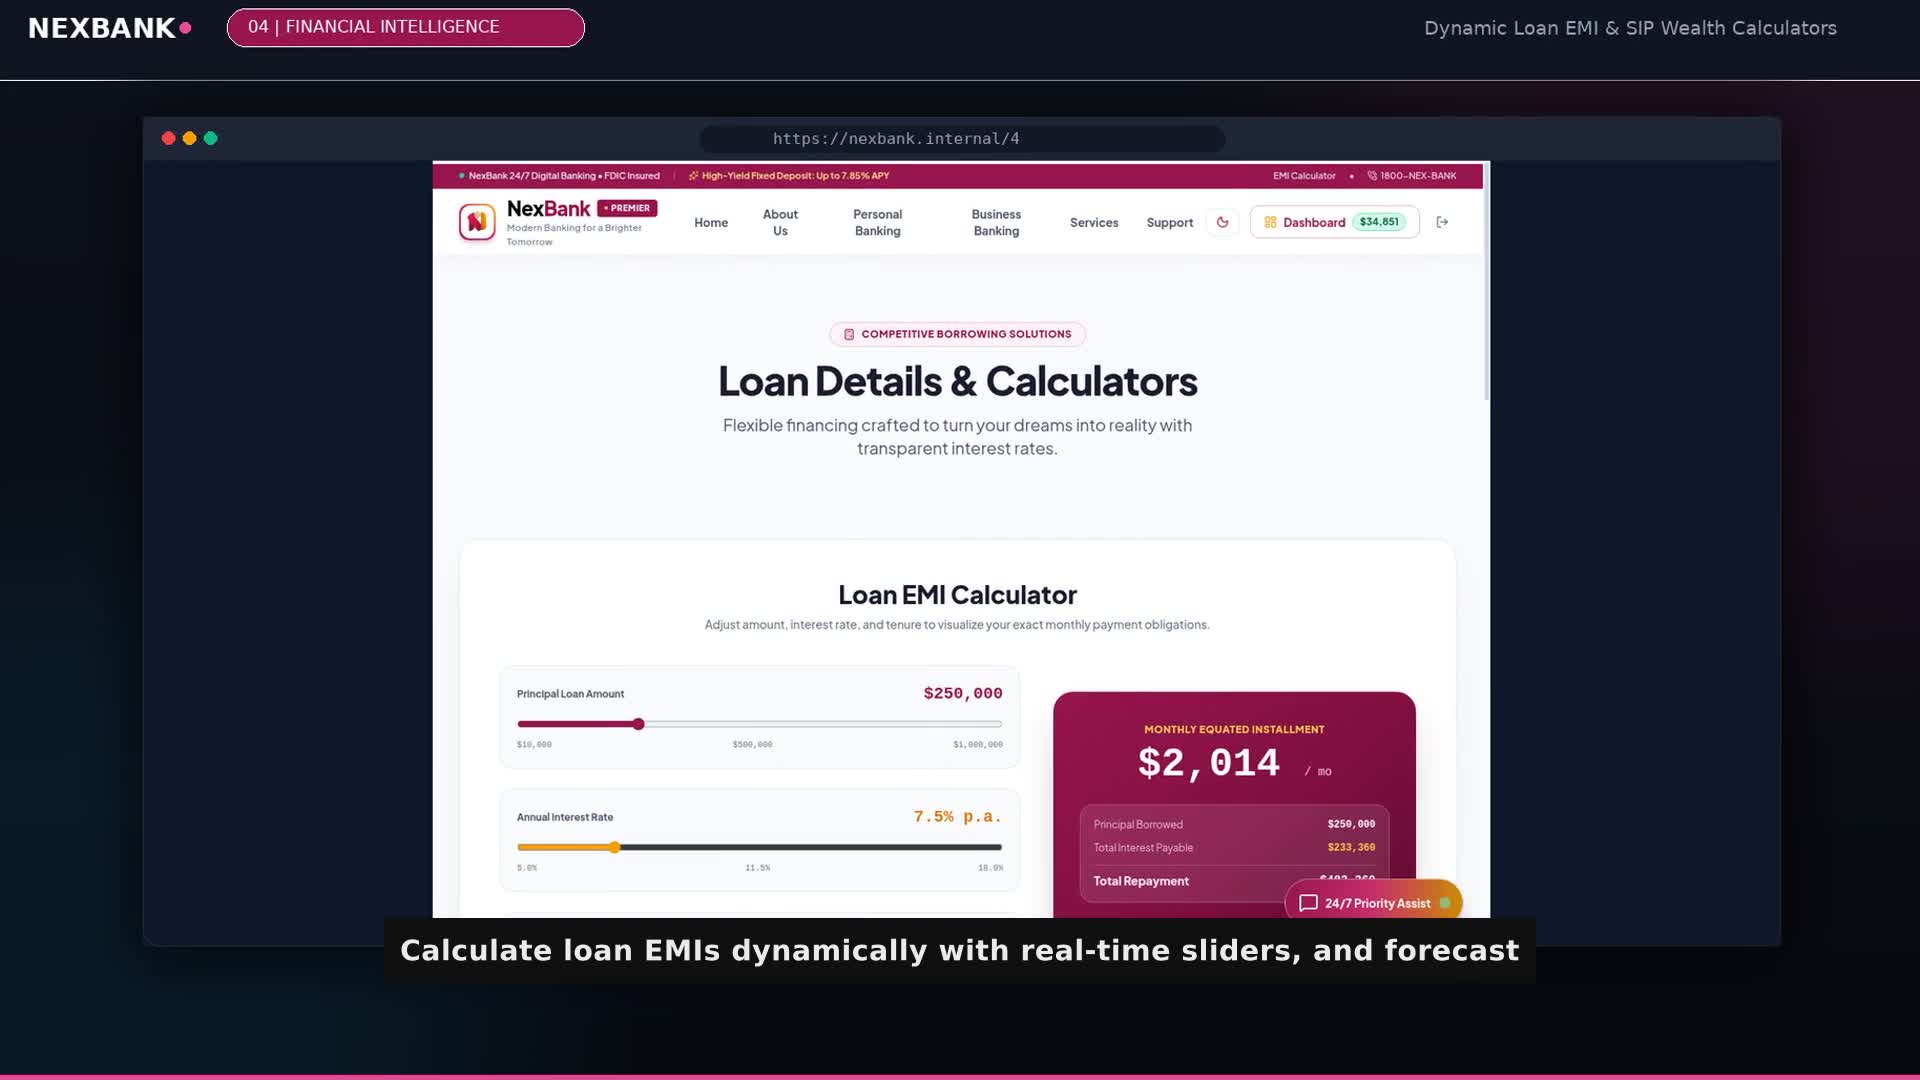 NEXBANK
04 | FINANCIAL INTELLIGENCE
Dynamic Loan EMI & SIP Wealth Calculators
https://nexbank.internal/4
NexBank 24/7 Digital Banking • FDIC Insured
High-Yield Fixed Deposit: Up to 7.85% APY
EMI Calculator • 1800-NEX-BANK
NexBank
• PREMIER
Modern Banking for a Brighter
Tomorrow
Home
About
Us
Personal
Banking
Business
Banking
Services
Support
Dashboard
$34,851
COMPETITIVE BORROWING SOLUTIONS
Loan Details & Calculators
Flexible financing crafted to turn your dreams into reality with
transparent interest rates.
Loan EMI Calculator
Adjust amount, interest rate, and tenure to visualize your exact monthly payment obligations.
Principal Loan Amount
$250,000
$10,000
$500,000
$1,000,000
Annual Interest Rate
7.5% p.a.
5.0%
11.5%
18.0%
MONTHLY EQUATED INSTALLMENT
$2,014 / mo
Principal Borrowed
$250,000
Total Interest Payable
$233,360
Total Repayment
24/7 Priority Assist
Calculate loan EMIs dynamically with real-time sliders, and forecast